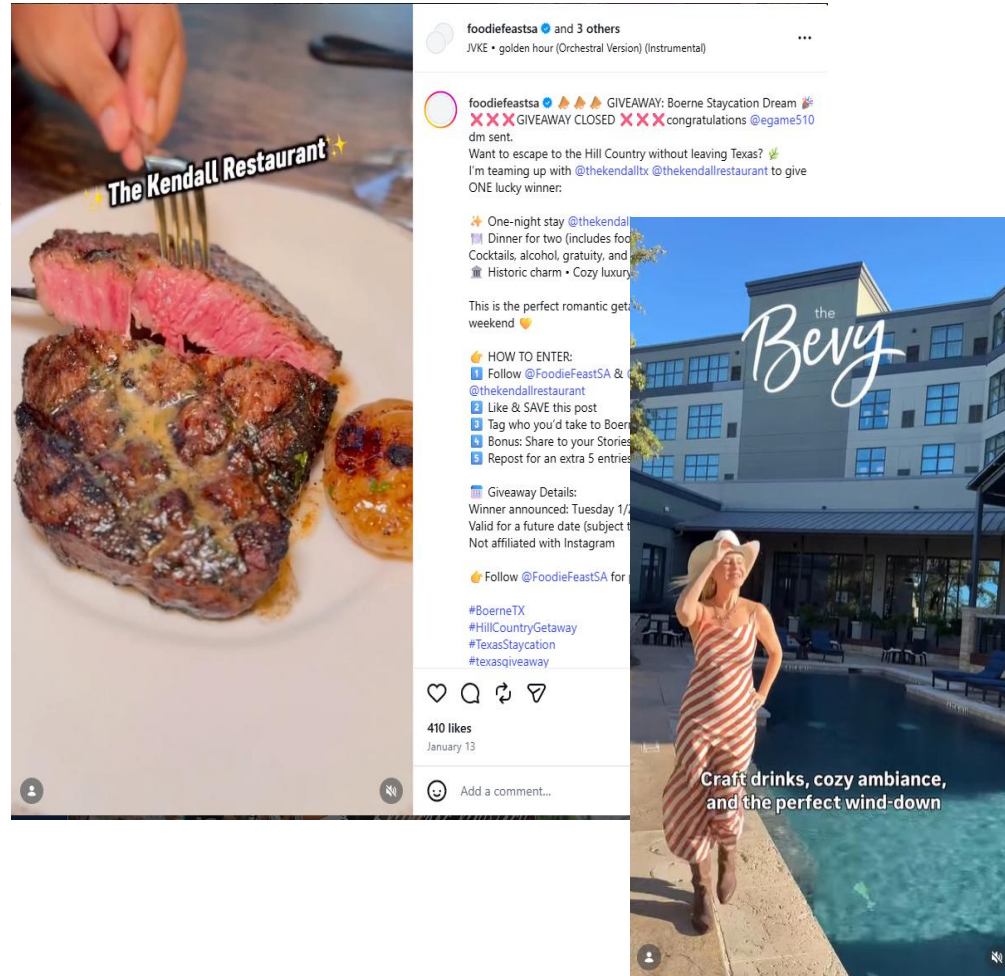 The Kendall Restaurant
foodiefeastsa and 3 others
JVKE • golden hour (Orchestral Version) (Instrumental)
foodiefeastsa GIVEAWAY: Boerne Staycation Dream
GIVEAWAY CLOSED congratulations @egame510
dm sent.
Want to escape to the Hill Country without leaving Texas?
I'm teaming up with @thekendalltx @thekendallrestaurant to give
ONE lucky winner:
One-night stay @thekendal
Dinner for two (includes foo
Cocktails, alcohol, gratuity, and
Historic charm • Cozy luxury
This is the perfect romantic geta
weekend
HOW TO ENTER:
1 Follow @FoodieFeastSA &
@thekendallrestaurant
2 Like & SAVE this post
3 Tag who you'd take to Boer
4 Bonus: Share to your Stories
5 Repost for an extra 5 entries
Giveaway Details:
Winner announced: Tuesday 1/
Valid for a future date (subject t
Not affiliated with Instagram
Follow @FoodieFeastSA for
#BoerneTX
#HillCountryGetaway
#TexasStaycation
#texasgiveaway
410 likes
January 13
Add a comment...
the
Bevy
Craft drinks, cozy ambiance,
and the perfect wind-down